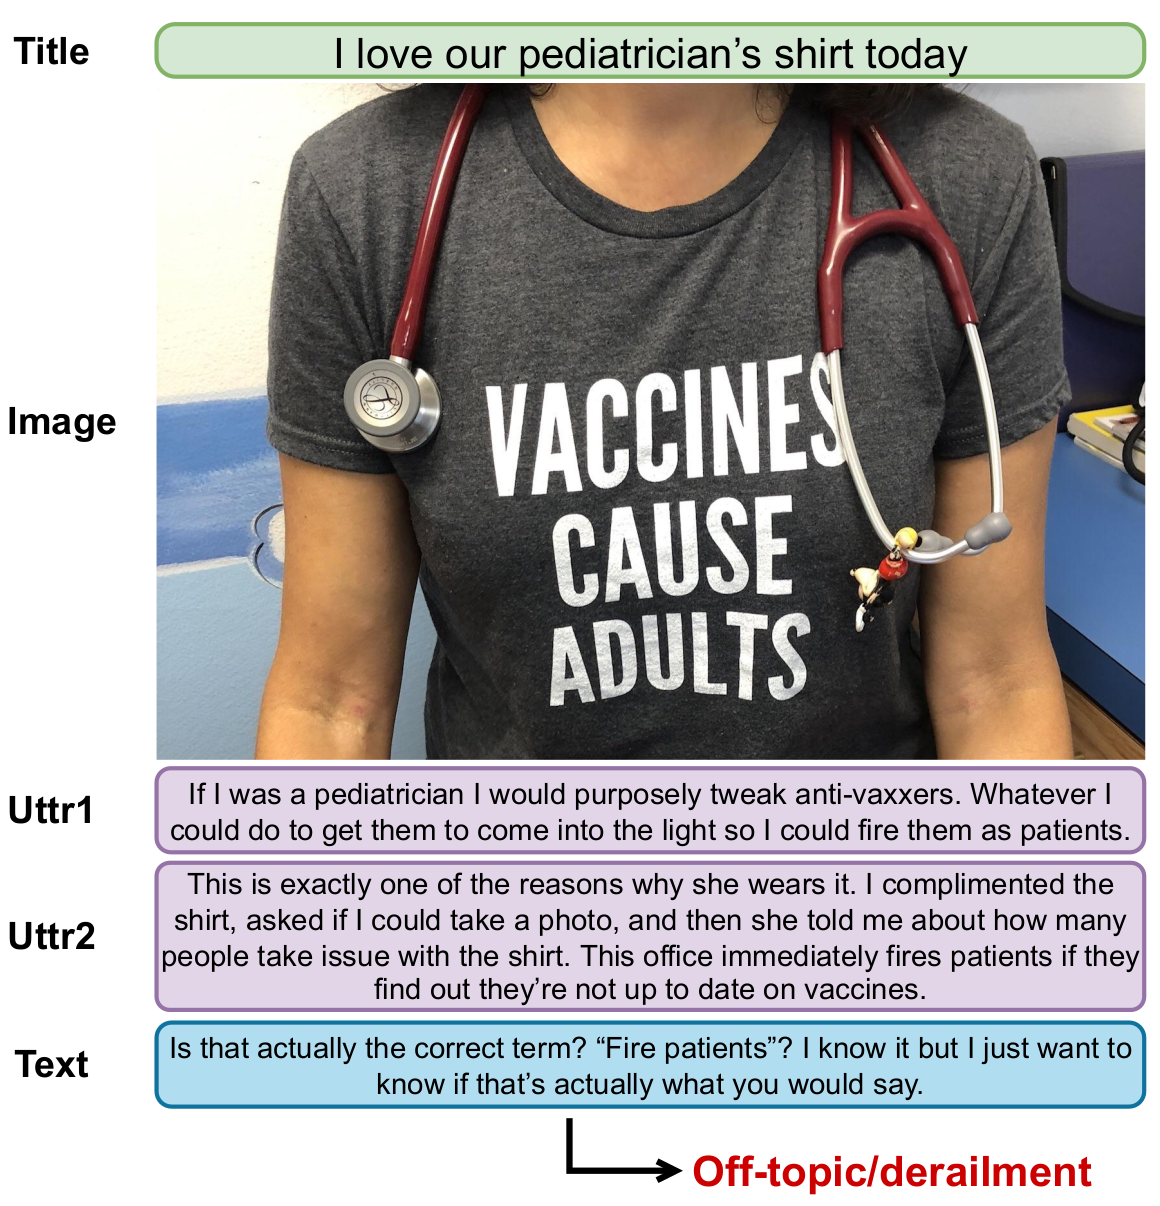 Title
I love our pediatrician’s shirt today
Image
VACCINES
CAUSE
ADULTS
Uttr1
If I was a pediatrician I would purposely tweak anti-vaxxers. Whatever I
could do to get them to come into the light so I could fire them as patients.
Uttr2
This is exactly one of the reasons why she wears it. I complimented the
shirt, asked if I could take a photo, and then she told me about how many
people take issue with the shirt. This office immediately fires patients if they
find out they’re not up to date on vaccines.
Text
Is that actually the correct term? “Fire patients”? I know it but I just want to
know if that’s actually what you would say.
Off-topic/derailment